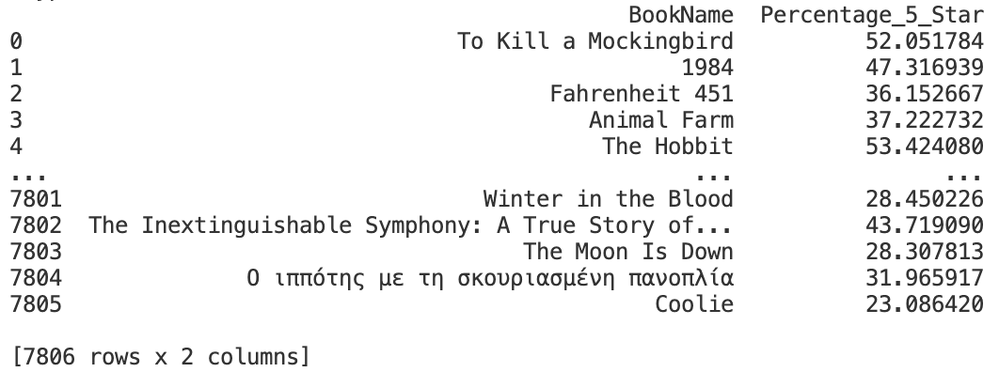 BookName Percentage_5_Star
0 To Kill a Mockingbird 52.051784
1 1984 47.316939
2 Fahrenheit 451 36.152667
3 Animal Farm 37.222732
4 The Hobbit 53.424080
... ... ...
7801 Winter in the Blood 28.450226
7802 The Inextinguishable Symphony: A True Story of... 43.719090
7803 The Moon Is Down 28.307813
7804 Ο ιππότης με τη σκουριασμένη πανοπλία 31.965917
7805 Coolie 23.086420
[7806 rows x 2 columns]